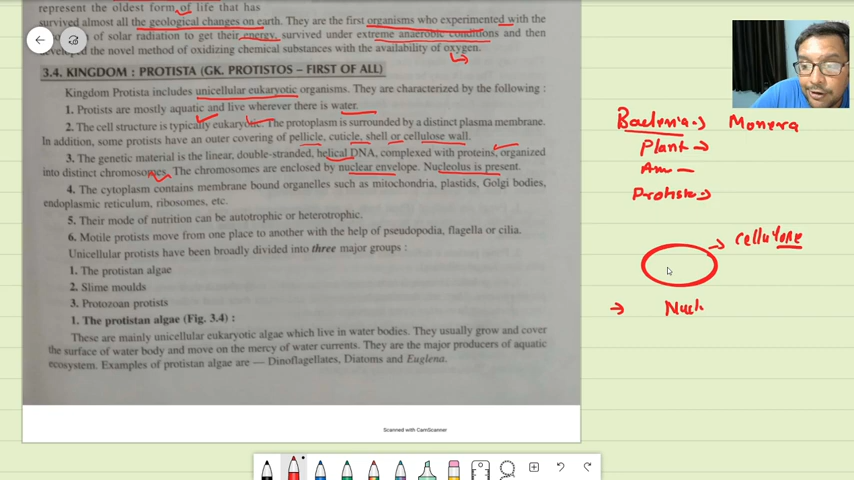 represent the oldest form of life that has
survived almost all the geological changes on earth. They are the first organisms who experimented with the
of solar radiation to get their energy, survived under extreme anaerobic conditions and then
the novel method of oxidizing chemical substances with the availability of oxygen.
3.4. KINGDOM : PROTISTA (GK. PROTISTOS – FIRST OF ALL)
Kingdom Protista includes unicellular eukaryotic organisms. They are characterized by the following :
1. Protists are mostly aquatic and live wherever there is water.
2. The cell structure is typically eukaryotic. The protoplasm is surrounded by a distinct plasma membrane.
In addition, some protists have an outer covering of pellicle, cuticle, shell or cellulose wall.
3. The genetic material is the linear, double-stranded, helical DNA, complexed with proteins, organized
into distinct chromosomes. The chromosomes are enclosed by nuclear envelope. Nucleolus is present.
4. The cytoplasm contains membrane bound organelles such as mitochondria, plastids, Golgi bodies,
endoplasmic reticulum, ribosomes, etc.
5. Their mode of nutrition can be autotrophic or heterotrophic.
6. Motile protists move from one place to another with the help of pseudopodia, flagella or cilia.
Unicellular protists have been broadly divided into three major groups :
1. The protistan algae
2. Slime moulds
3. Protozoan protists
1. The protistan algae (Fig. 3.4) :
These are mainly unicellular eukaryotic algae which live in water bodies. They usually grow and cover
the surface of water body and move on the mercy of water currents. They are the major producers of aquatic
ecosystem. Examples of protistan algae are — Dinoflagellates, Diatoms and Euglena.
Scanned with CamScanner
Bacteria → Monera
Plant →
An –
Protista →
→ cellulose
→ Nucl